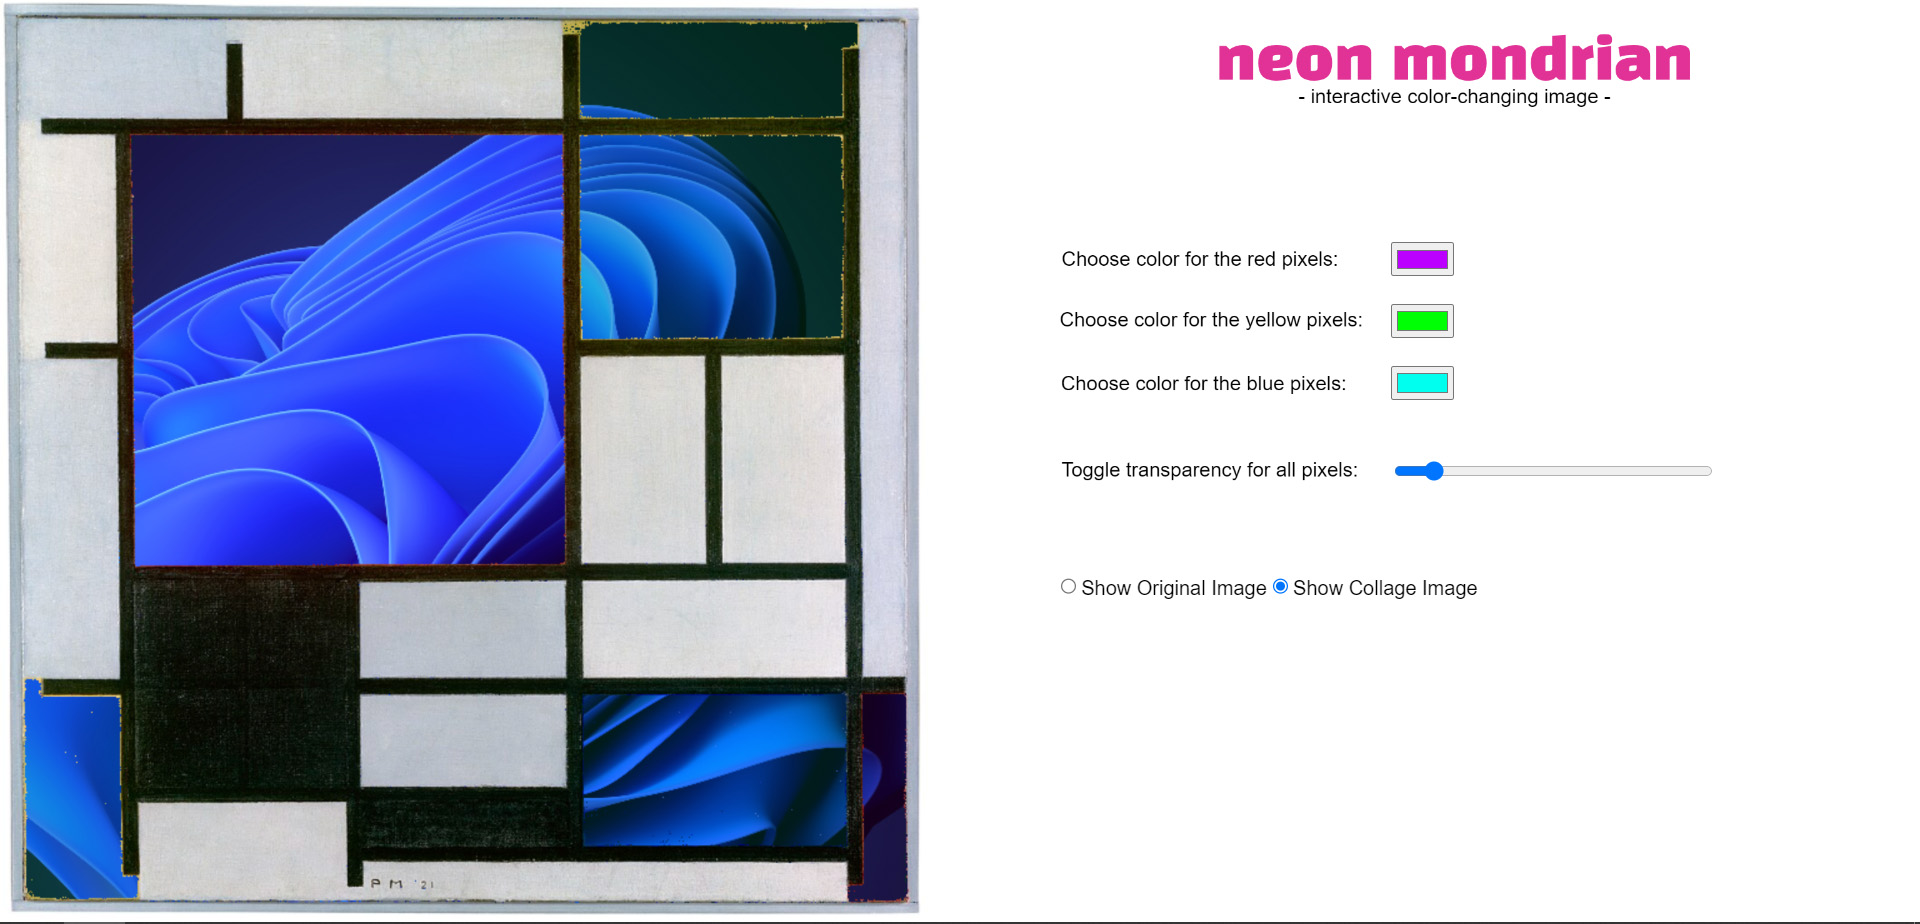 neon mondrian
- interactive color-changing image -
Choose color for the red pixels:
Choose color for the yellow pixels:
Choose color for the blue pixels:
Toggle transparency for all pixels:
Show Original Image Show Collage Image
P M '21